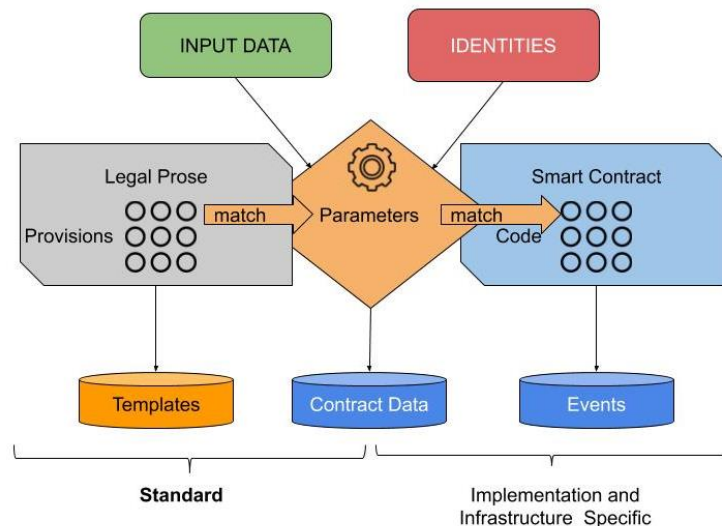 INPUT DATA
IDENTITIES
Legal Prose
Smart Contract
match
Parameters
match
Provisions
Code
Templates
Contract Data
Events
Standard
Implementation and
Infrastructure Specific